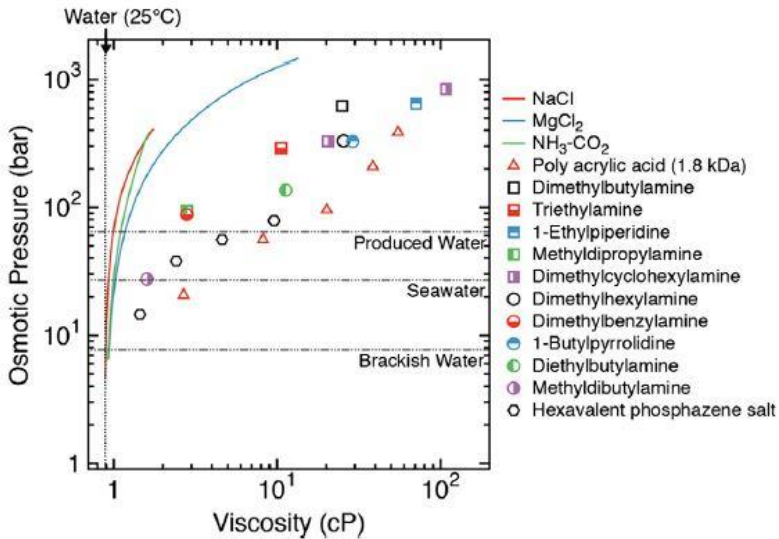 Water (25°C)
Osmotic Pressure (bar)
10³
10²
10¹
1
Produced Water
Seawater
Brackish Water
1
10¹
10²
Viscosity (cP)
NaCl
MgCl₂
NH₃-CO₂
Poly acrylic acid (1.8 kDa)
Dimethylbutylamine
Triethylamine
1-Ethylpiperidine
Methyldipropylamine
Dimethylcyclohexylamine
Dimethylhexylamine
Dimethylbenzylamine
1-Butylpyrrolidine
Diethylbutylamine
Methyldibutylamine
Hexavalent phosphazene salt